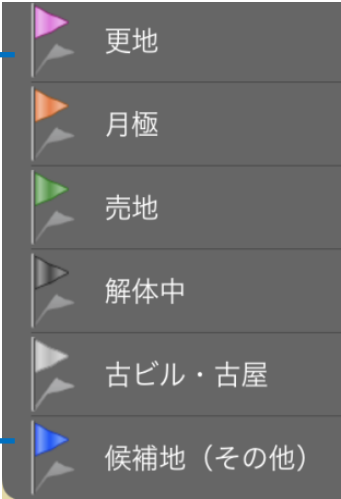 更地
月極
売地
解体中
古ビル・古屋
候補地（その他）